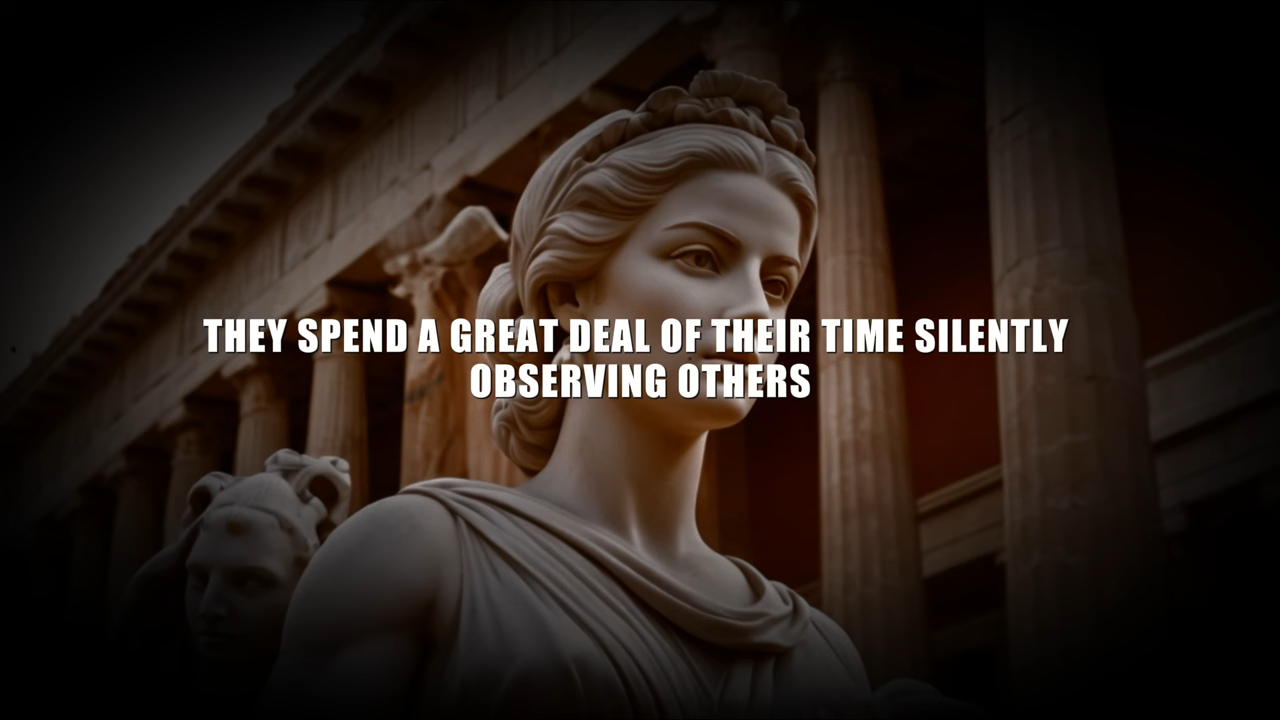 THEY SPEND A GREAT DEAL OF THEIR TIME SILENTLY
OBSERVING OTHERS